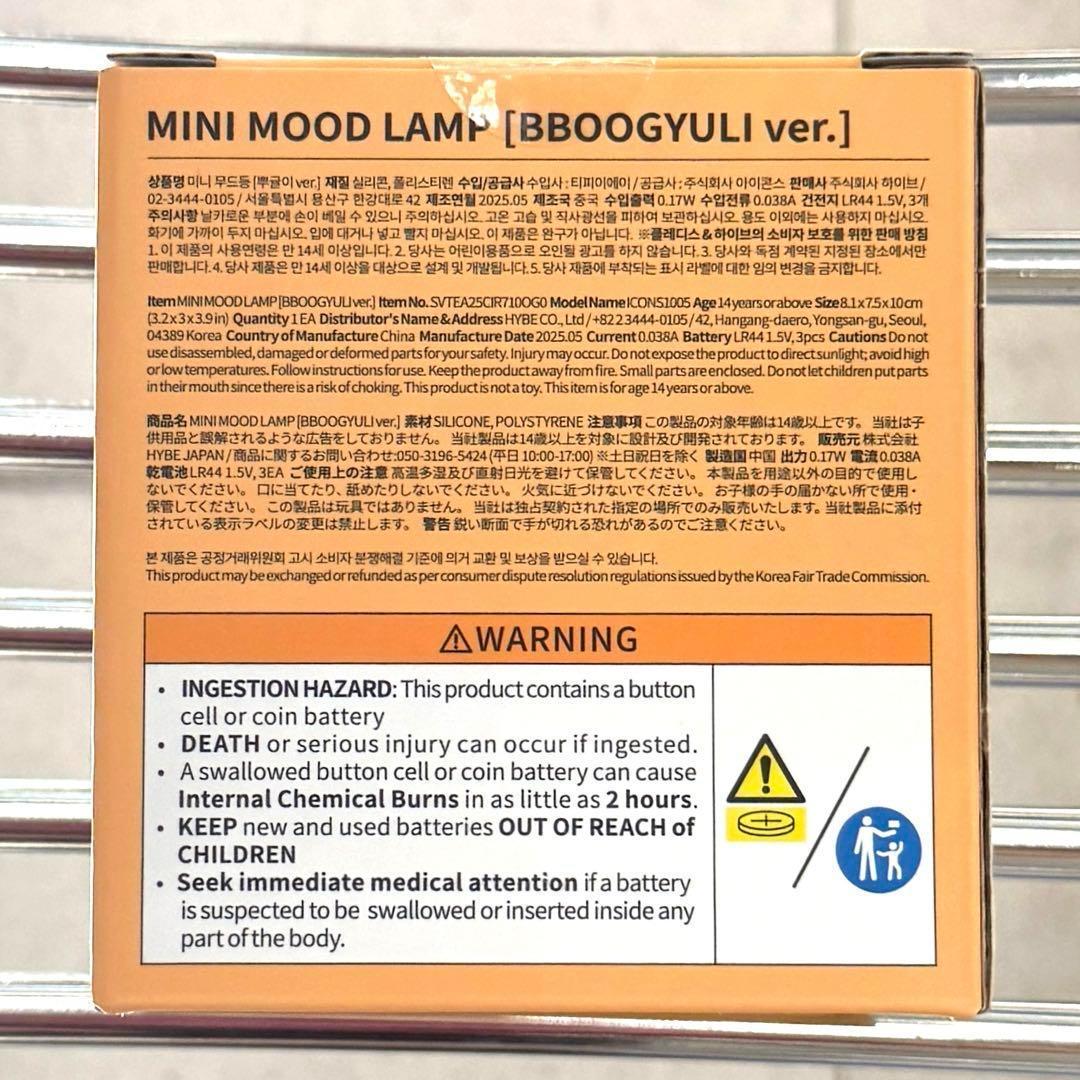 MINI MOOD LAMP [BBOOGYULI ver.]
상품명 미니 무드등 [뿌귤이 ver.] 재질 실리콘, 폴리스티렌 수입/공급사 수입사 : 티피이에이 / 공급사 : 주식회사 아이콘스 판매사 주식회사 하이브 /
02-3444-0105 / 서울특별시 용산구 한강대로 42 제조연월 2025.05 제조국 중국 수입출력 0.17W 수입전류 0.038A 건전지 LR44 1.5V, 3개
주의사항 날카로운 부분에 손이 베일 수 있으니 주의하십시오. 고온 고습 및 직사광선을 피하여 보관하십시오. 용도 이외에는 사용하지 마십시오.
화기에 가까이 두지 마십시오. 입에 대거나 넣고 빨지 마십시오. 이 제품은 완구가 아닙니다. ※플레디스 & 하이브의 소비자 보호를 위한 판매 방침
1. 이 제품의 사용연령은 만 14세 이상입니다. 2. 당사는 어린이용품으로 오인될 광고를 하지 않습니다. 3. 당사와 독점 계약된 지정된 장소에서만
판매합니다. 4. 당사 제품은 만 14세 이상을 대상으로 설계 및 개발됩니다. 5. 당사 제품에 부착되는 표시 라벨에 대한 임의 변경을 금지합니다.
Item MINI MOOD LAMP [BBOOGYULI ver.] Item No. SVTEA25CIR710OG0 Model Name ICONS1005 Age 14 years or above Size 8.1 x 7.5 x 10 cm
(3.2 x 3 x 3.9 in) Quantity 1 EA Distributor's Name & Address HYBE CO., Ltd / +82 2 3444-0105 / 42, Hangang-daero, Yongsan-gu, Seoul,
04389 Korea Country of Manufacture China Manufacture Date 2025.05 Current 0.038A Battery LR44 1.5V, 3pcs Cautions Do not
use disassembled, damaged or deformed parts for your safety. Injury may occur. Do not expose the product to direct sunlight; avoid high
or low temperatures. Follow instructions for use. Keep the product away from fire. Small parts are enclosed. Do not let children put parts
in their mouth since there is a risk of choking. This product is not a toy. This item is for age 14 years or above.
商品名 MINI MOOD LAMP [BBOOGYULI ver.] 素材 SILICONE, POLYSTYRENE 注意事項 この製品の対象年齢は14歳以上です。 当社は子
供用品と誤解されるような広告をしておりません。 当社製品は14歳以上を対象に設計及び開発されております。 販売元 株式会社
HYBE JAPAN / 商品に関するお問い合わせ:050-3196-5424 (平日 10:00-17:00) ※土日祝日を除く 製造国 中国 出力 0.17W 電流 0.038A
乾電池 LR44 1.5V, 3EA ご使用上の注意 高温多湿及び直射日光を避けて保管してください。 本製品を用途以外の目的で使用し
ないでください。 口に当てたり、舐めたりしないでください。 火気に近づけないでください。 お子様の手の届かない所で使用・
保管してください。 この製品は玩具ではありません。 当社は独占契約された指定の場所でのみ販売いたします。 当社製品に添付
されている表示ラベルの変更は禁止します。 警告 鋭い断面で手が切れる恐れがあるのでご注意ください。
본 제품은 공정거래위원회 고시 소비자 분쟁해결 기준에 의거 교환 및 보상을 받으실 수 있습니다.
This product may be exchanged or refunded as per consumer dispute resolution regulations issued by the Korea Fair Trade Commission.
⚠WARNING
• INGESTION HAZARD: This product contains a button
cell or coin battery
• DEATH or serious injury can occur if ingested.
• A swallowed button cell or coin battery can cause
Internal Chemical Burns in as little as 2 hours.
• KEEP new and used batteries OUT OF REACH of
CHILDREN
• Seek immediate medical attention if a battery
is suspected to be swallowed or inserted inside any
part of the body.